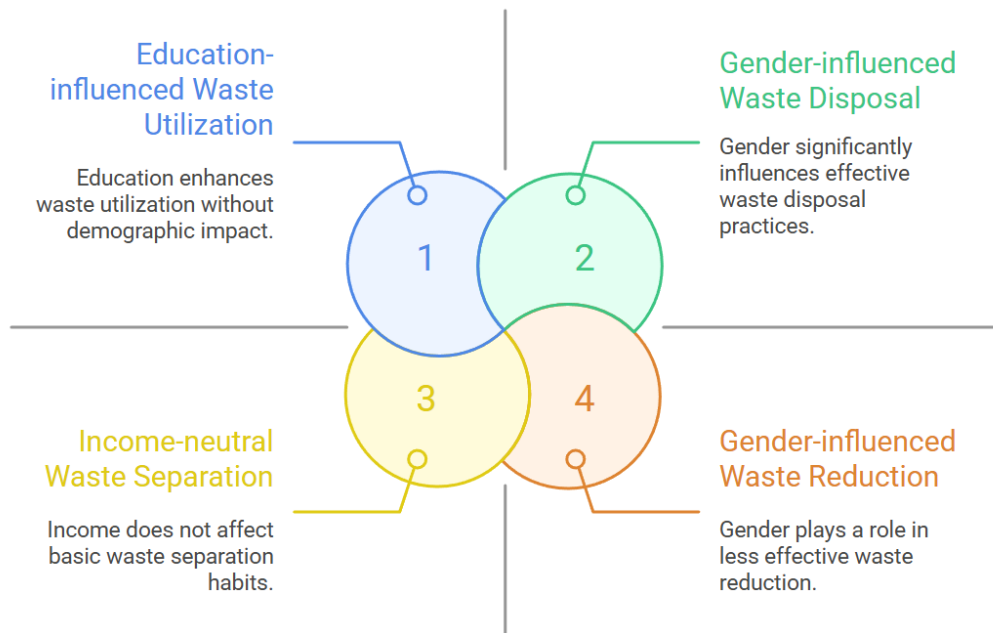 Education-
influenced Waste
Utilization
Education enhances
waste utilization without
demographic impact.
Gender-influenced
Waste Disposal
Gender significantly
influences effective
waste disposal
practices.
1
2
3
4
Income-neutral
Waste Separation
Income does not affect
basic waste separation
habits.
Gender-influenced
Waste Reduction
Gender plays a role in
less effective waste
reduction.